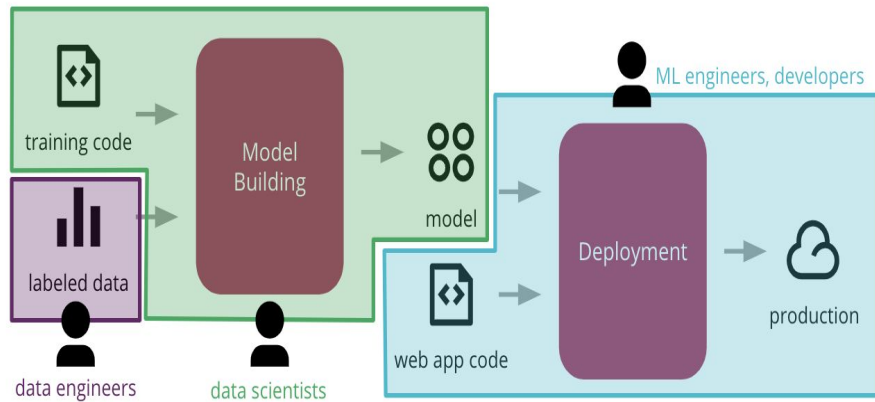 ML engineers, developers
training code
Model
Building
model
labeled data
Deployment
web app code
production
data engineers
data scientists